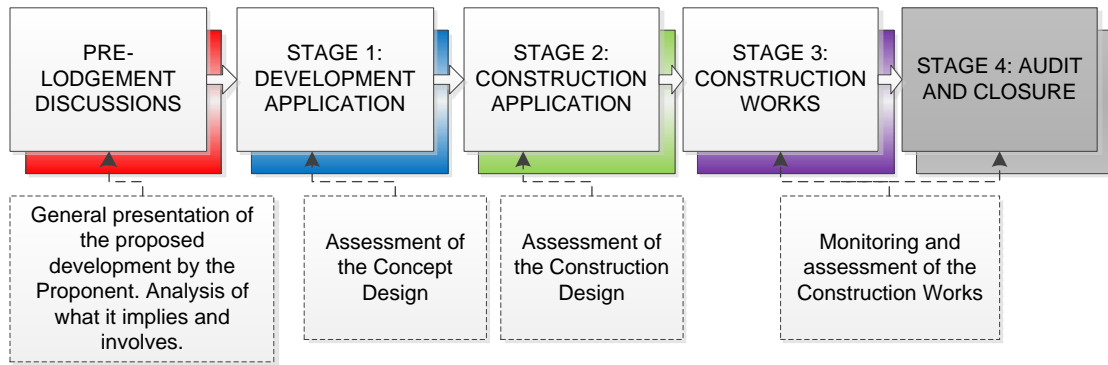 PRE-
LODGEMENT
DISCUSSIONS
STAGE 1:
DEVELOPMENT
APPLICATION
STAGE 2:
CONSTRUCTION
APPLICATION
STAGE 3:
CONSTRUCTION
WORKS
STAGE 4: AUDIT
AND CLOSURE
General presentation of
the proposed
development by the
Proponent. Analysis of
what it implies and
involves.
Assessment of
the Concept
Design
Assessment of
the Construction
Design
Monitoring and
assessment of the
Construction Works